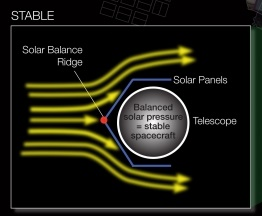 STABLE
Solar Balance
Ridge
Solar Panels
Balanced
solar pressure
= stable
spacecraft
Telescope